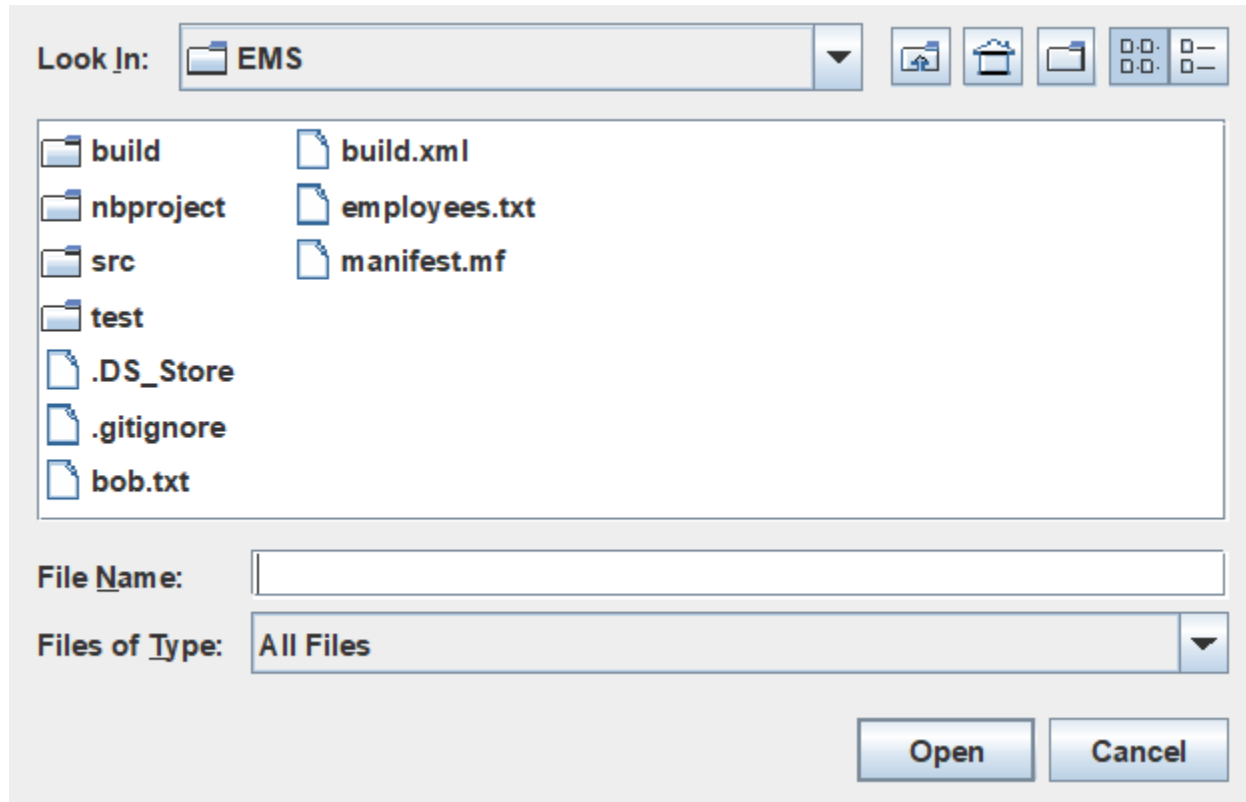 Look In: EMS
build
nbproject
src
test
.DS_Store
.gitignore
bob.txt
build.xml
employees.txt
manifest.mf
File Name:
Files of Type: All Files
Open Cancel